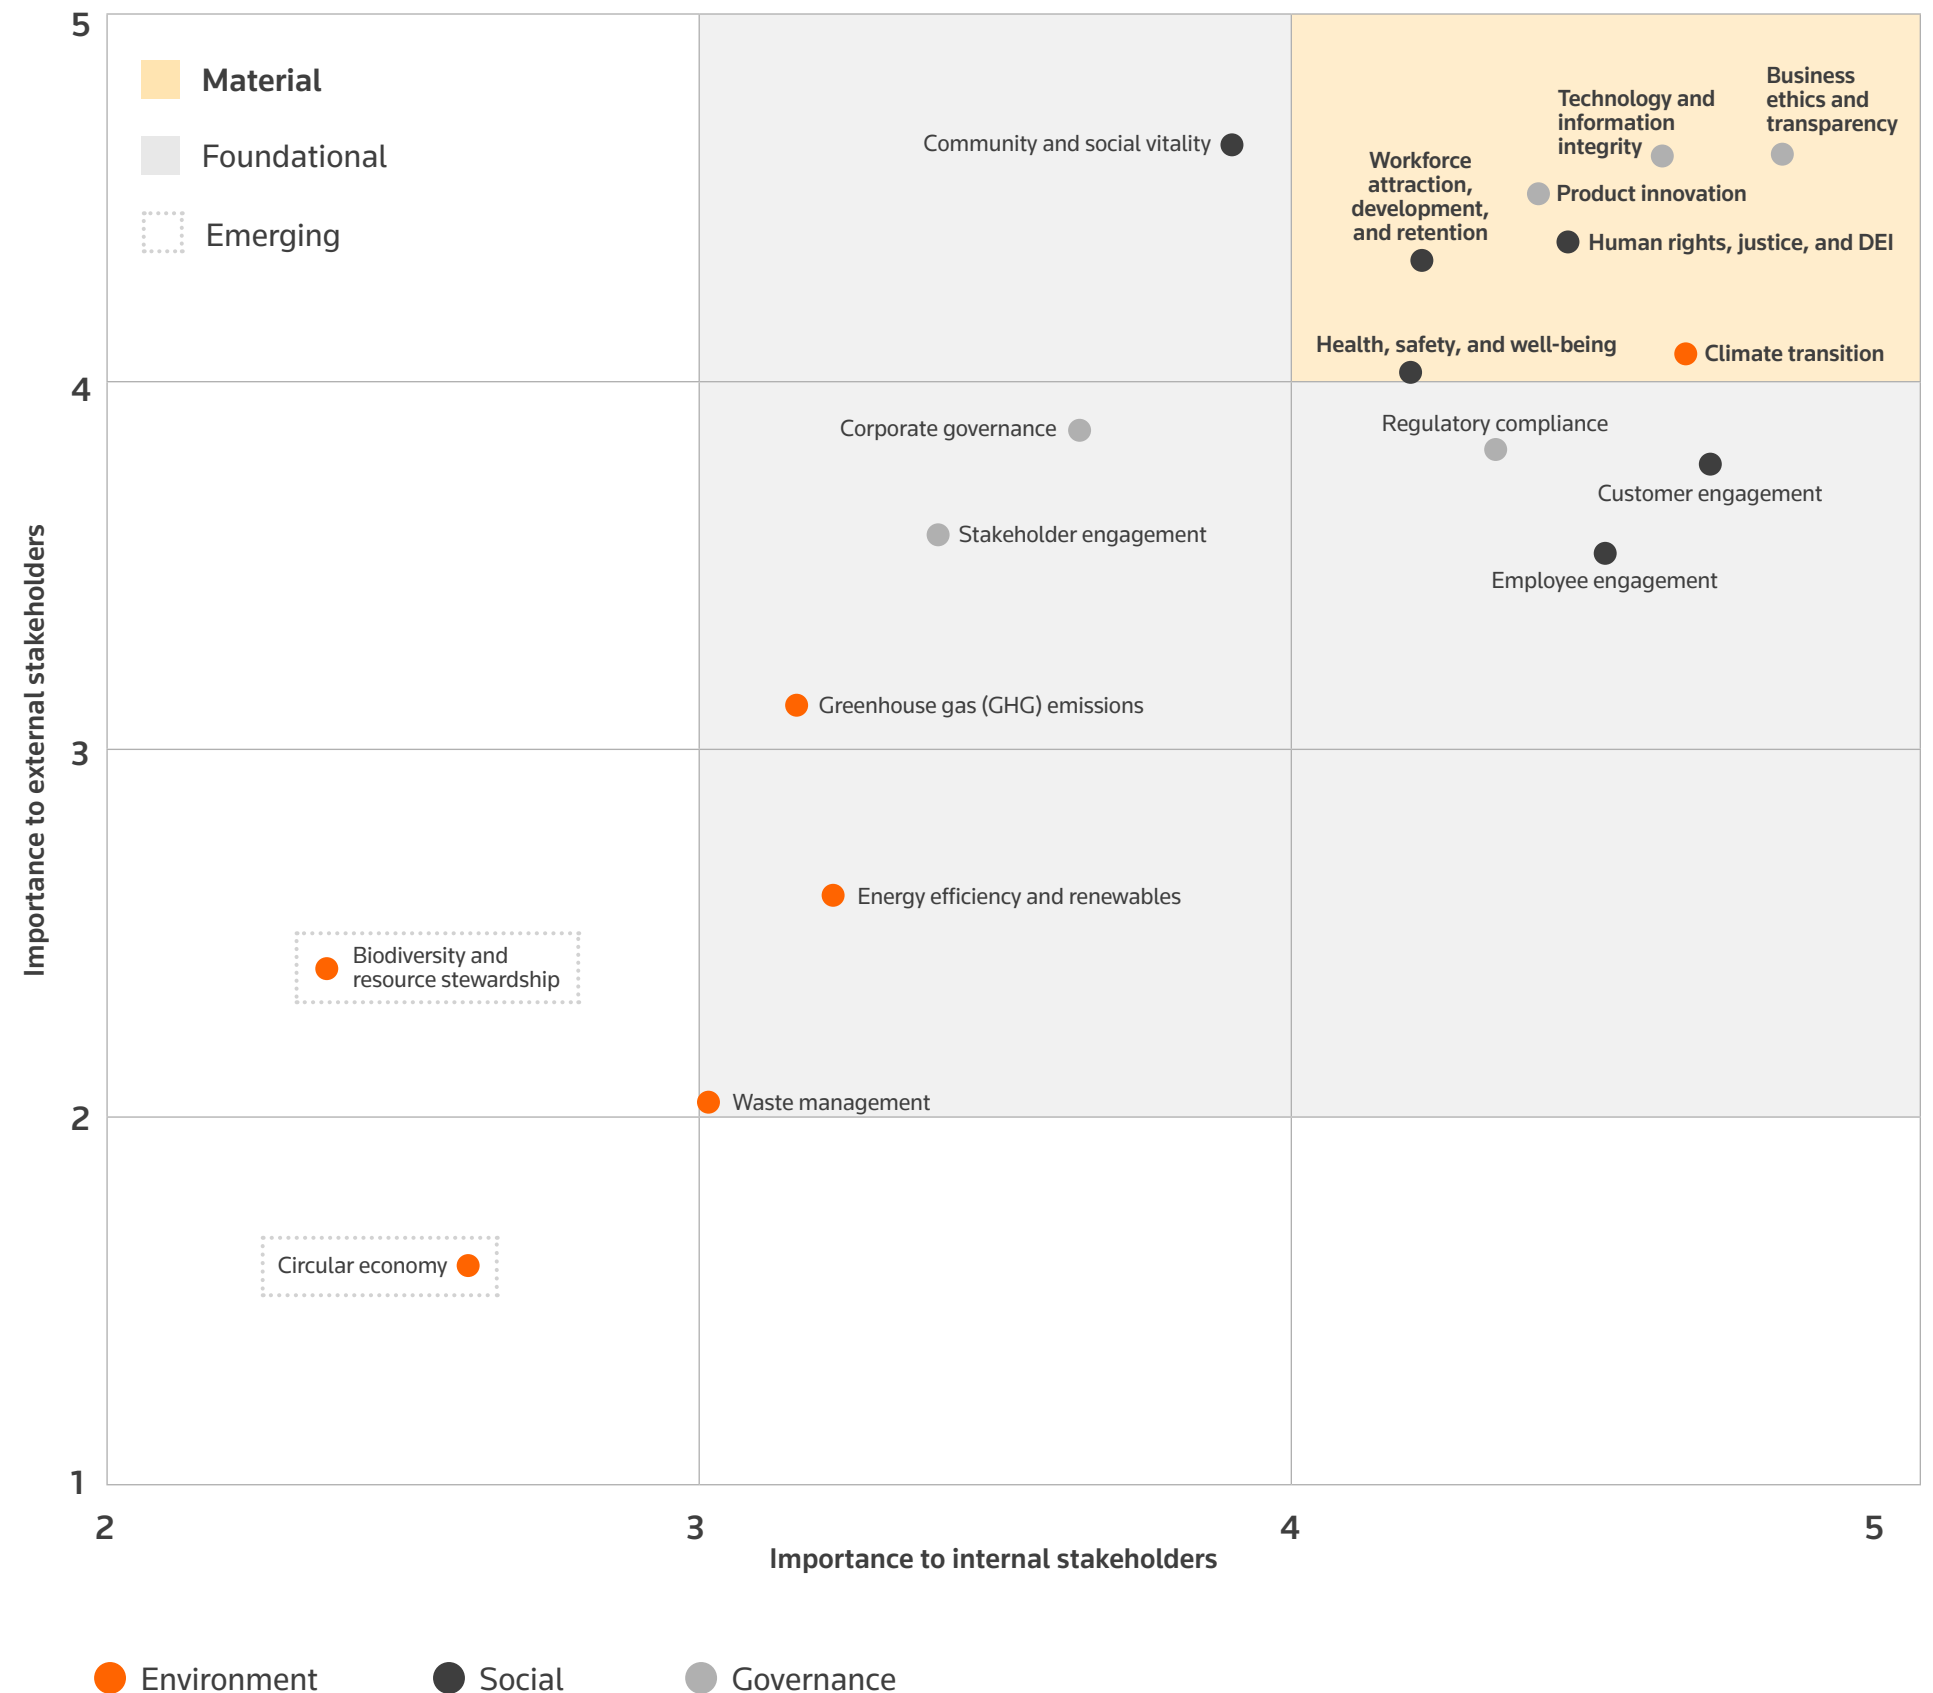 5
Material
Foundational
Emerging
Community and social vitality
Workforce
attraction,
development,
and retention
Technology and
information
integrity
Business
ethics and
transparency
Product innovation
Human rights, justice, and DEI
Health, safety, and well-being
Climate transition
4
Corporate governance
Regulatory compliance
Customer engagement
Stakeholder engagement
Employee engagement
Greenhouse gas (GHG) emissions
3
Energy efficiency and renewables
Biodiversity and
resource stewardship
Waste management
2
Circular economy
1
Importance to external stakeholders
2 3 4 5
Importance to internal stakeholders
Environment Social Governance